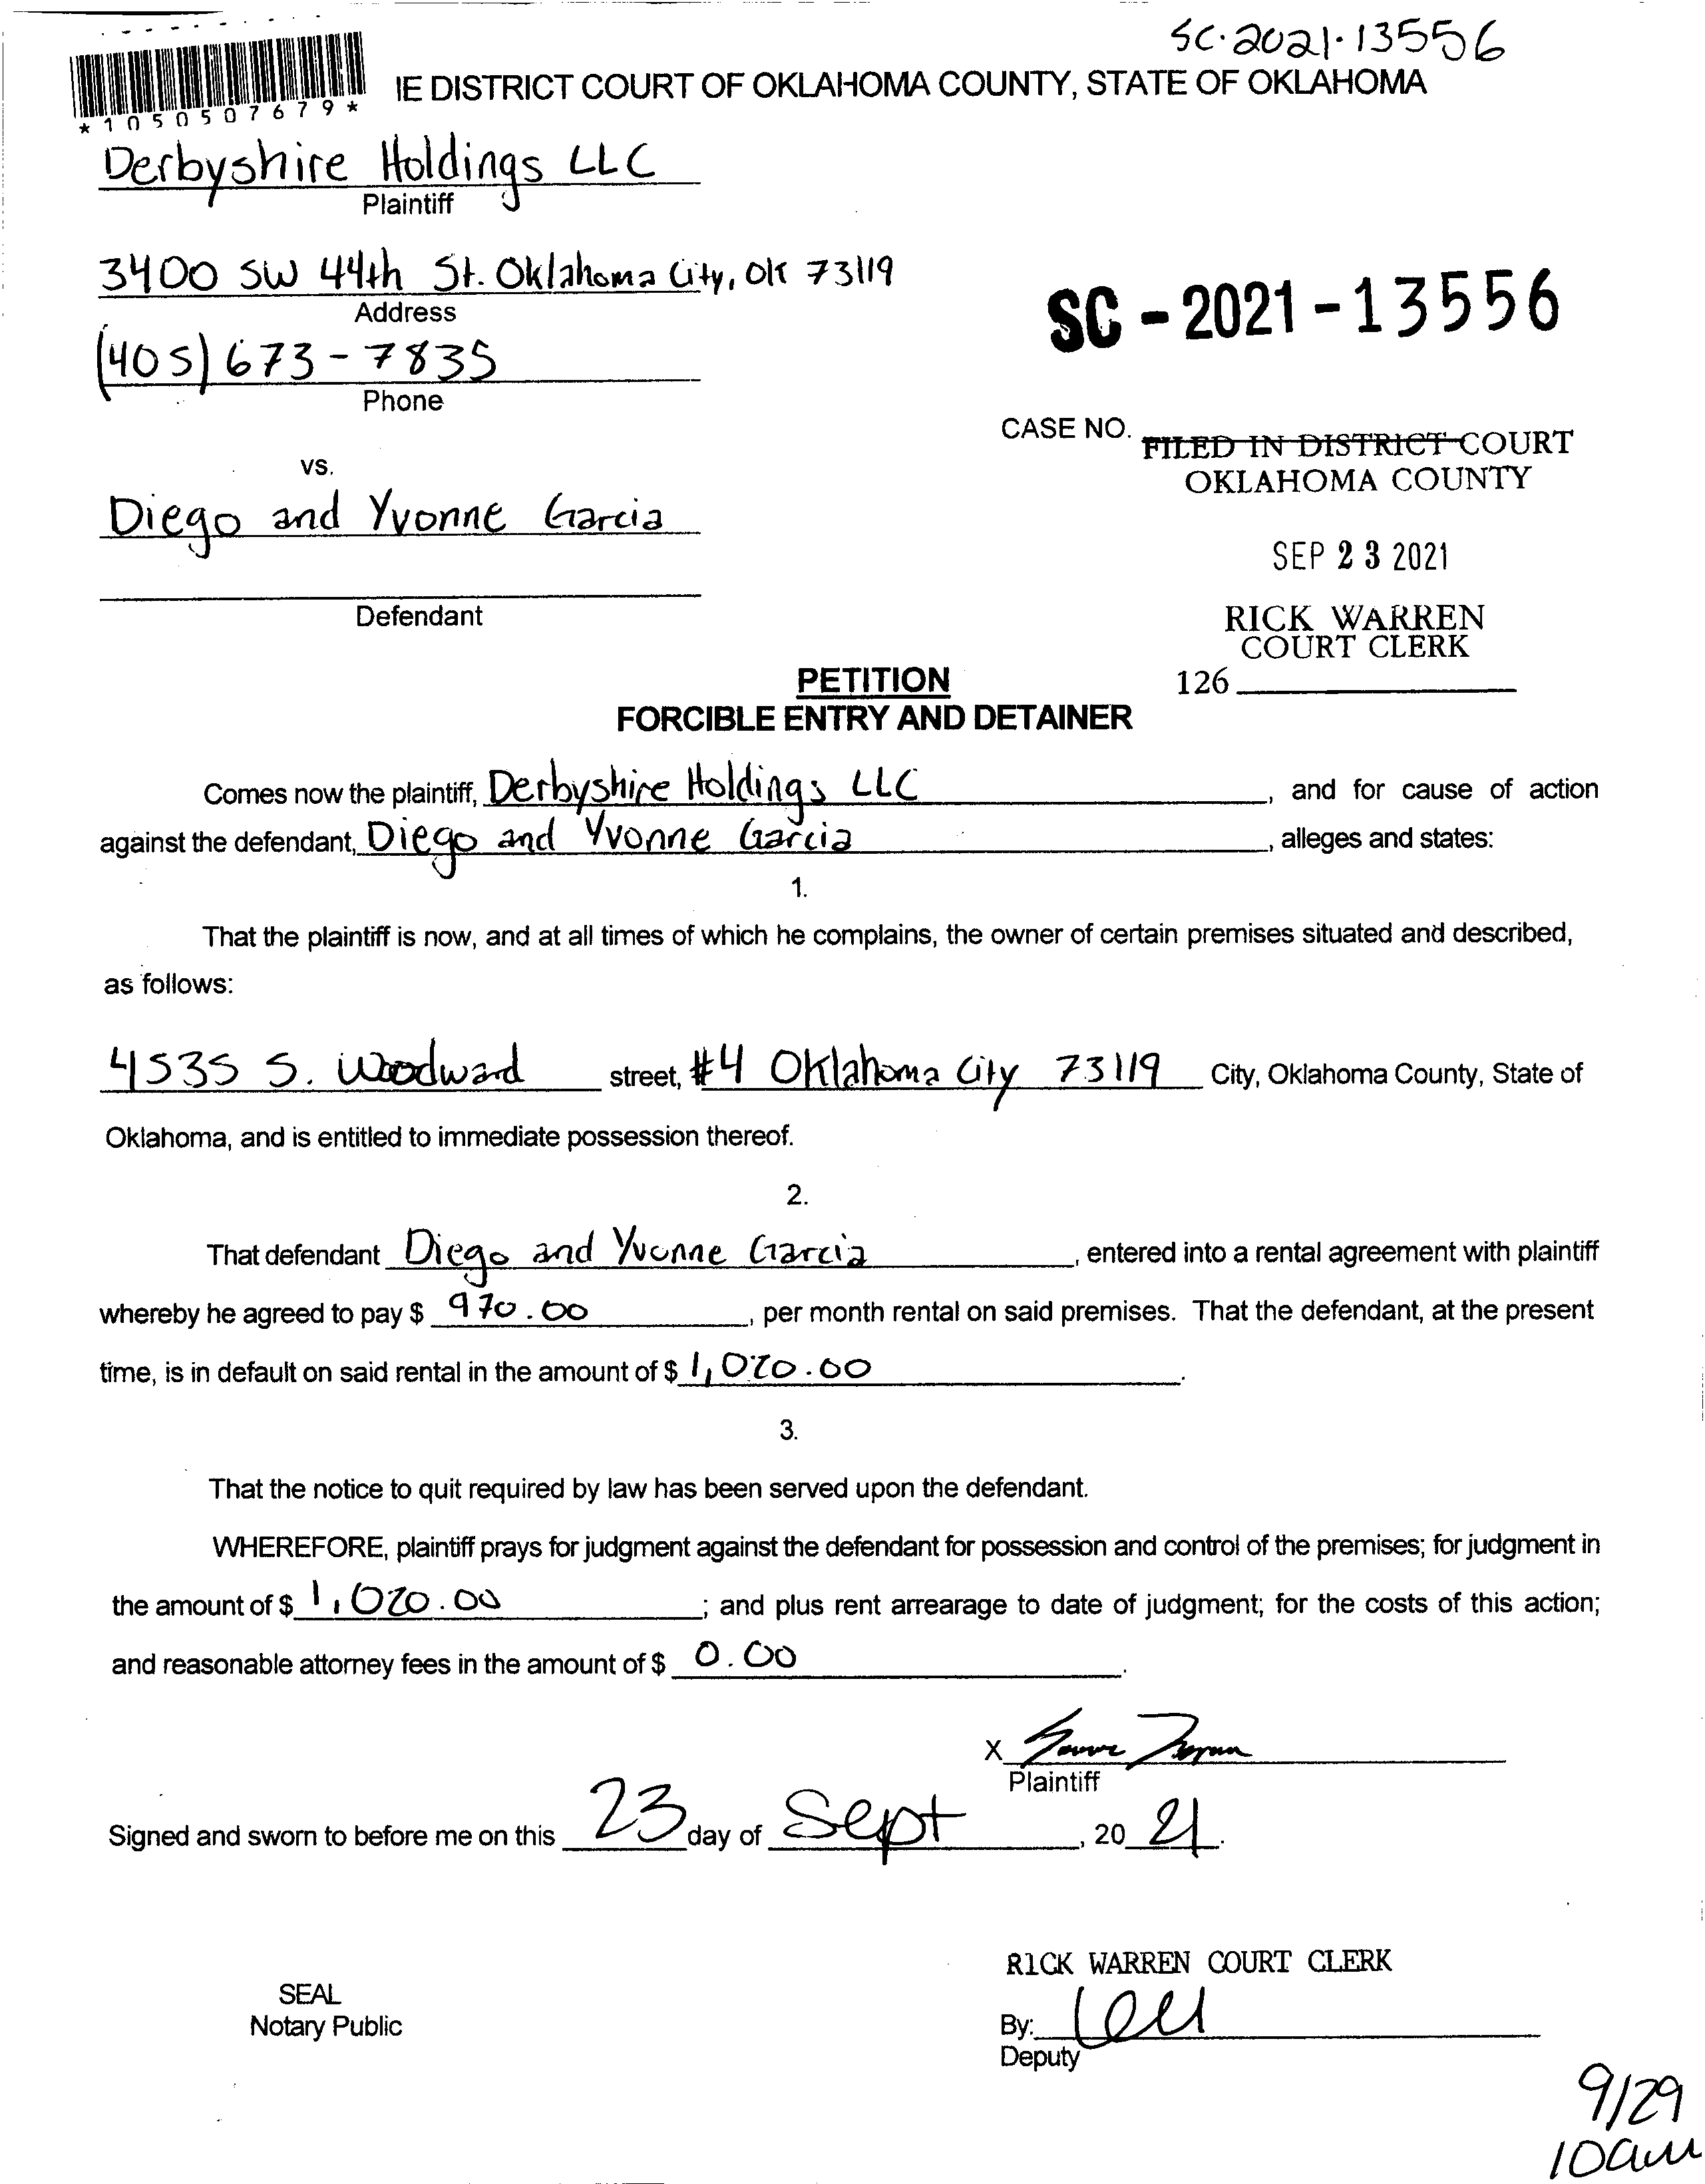 SC-2021-13556
IE DISTRICT COURT OF OKLAHOMA COUNTY, STATE OF OKLAHOMA
*1050507679*
Derbyshire Holdings LLC
Plaintiff
3400 SW 44th St. Oklahoma City, OK 73119
Address
SC-2021-13556
(405) 673-7835
Phone
CASE NO.
FILED IN DISTRICT COURT
OKLAHOMA COUNTY
vs.
Diego and Yvonne Garcia
SEP 23 2021
Defendant
RICK WARREN
COURT CLERK
126
PETITION
FORCIBLE ENTRY AND DETAINER
Comes now the plaintiff, Derbyshire Holdings LLC, and for cause of action
against the defendant, Diego and Yvonne Garcia, alleges and states:
1.
That the plaintiff is now, and at all times of which he complains, the owner of certain premises situated and described,
as follows:
4535 S. Woodward street, #4 Oklahoma City 73119 City, Oklahoma County, State of
Oklahoma, and is entitled to immediate possession thereof.
2.
That defendant Diego and Yvonne Garcia, entered into a rental agreement with plaintiff
whereby he agreed to pay $ 970.00, per month rental on said premises. That the defendant, at the present
time, is in default on said rental in the amount of $ 1,020.00.
3.
That the notice to quit required by law has been served upon the defendant.
WHEREFORE, plaintiff prays for judgment against the defendant for possession and control of the premises; for judgment in
the amount of $ 1,020.00; and plus rent arrearage to date of judgment; for the costs of this action;
and reasonable attorney fees in the amount of $ 0.00.
X
Plaintiff
Signed and sworn to before me on this 23 day of Sept, 2021.
RICK WARREN COURT CLERK
SEAL
Notary Public
By:
Deputy
9/29
10am